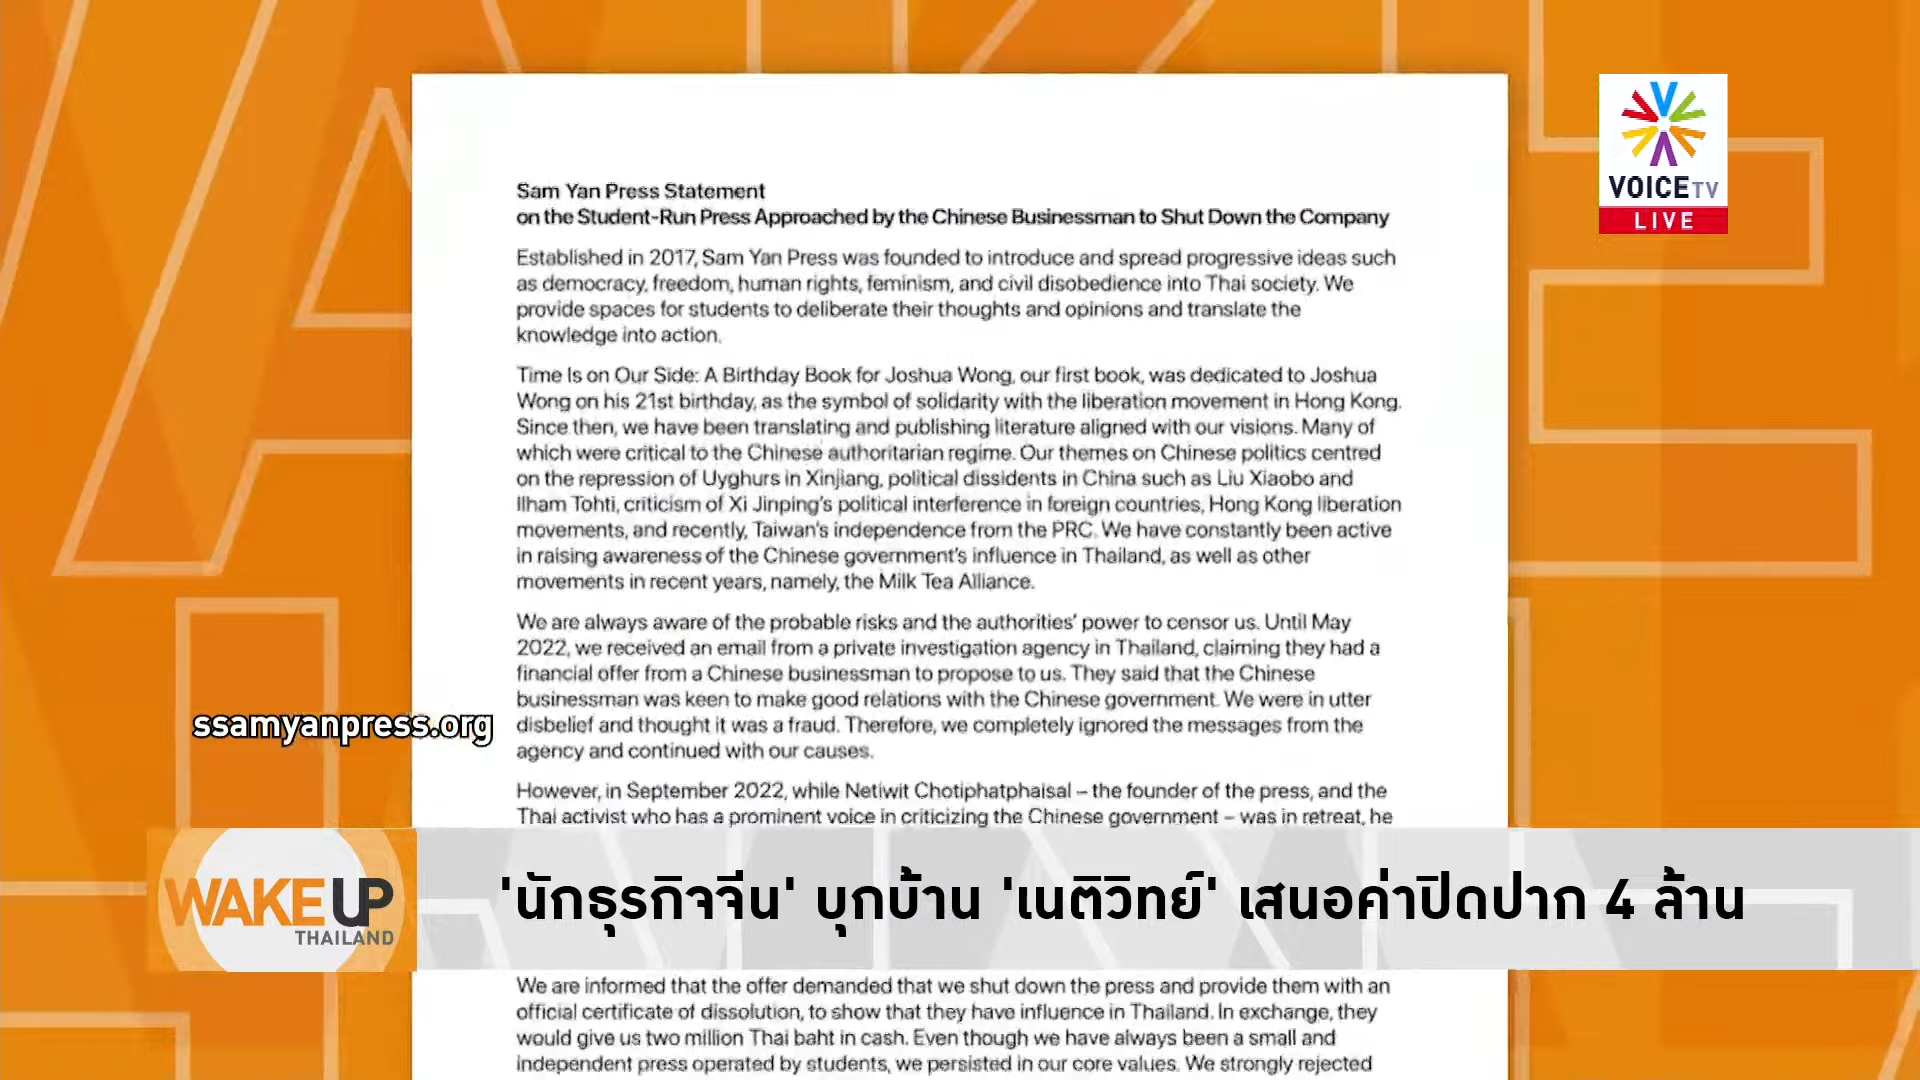 VOICE TV
LIVE
Sam Yan Press Statement
on the Student-Run Press Approached by the Chinese Businessman to Shut Down the Company
Established in 2017, Sam Yan Press was founded to introduce and spread progressive ideas such
as democracy, freedom, human rights, feminism, and civil disobedience into Thai society. We
provide spaces for students to deliberate their thoughts and opinions and translate the
knowledge into action.
Time Is on Our Side: A Birthday Book for Joshua Wong, our first book, was dedicated to Joshua
Wong on his 21st birthday, as the symbol of solidarity with the liberation movement in Hong Kong.
Since then, we have been translating and publishing literature aligned with our visions. Many of
which were critical to the Chinese authoritarian regime. Our themes on Chinese politics centred
on the repression of Uyghurs in Xinjiang, political dissidents in China such as Liu Xiaobo and
Ilham Tohti, criticism of Xi Jinping's political interference in foreign countries, Hong Kong liberation
movements, and recently, Taiwan's independence from the PRC. We have constantly been active
in raising awareness of the Chinese government's influence in Thailand, as well as other
movements in recent years, namely, the Milk Tea Alliance.
We are always aware of the probable risks and the authorities' power to censor us. Until May
2022, we received an email from a private investigation agency in Thailand, claiming they had a
financial offer from a Chinese businessman to propose to us. They said that the Chinese
businessman was keen to make good relations with the Chinese government. We were in utter
disbelief and thought it was a fraud. Therefore, we completely ignored the messages from the
agency and continued with our causes.
ssamyanpress.org
However, in September 2022, while Netiwit Chotiphatphaisal – the founder of the press, and the
Thai activist who has a prominent voice in criticizing the Chinese government – was in retreat, he
WAKE UP
THAILAND
'นักธุรกิจจีน' บุกบ้าน 'เนติวิทย์' เสนอค่าปิดปาก 4 ล้าน
We are informed that the offer demanded that we shut down the press and provide them with an
official certificate of dissolution, to show that they have influence in Thailand. In exchange, they
would give us two million Thai baht in cash. Even though we have always been a small and
independent press operated by students, we persisted in our core values. We strongly rejected